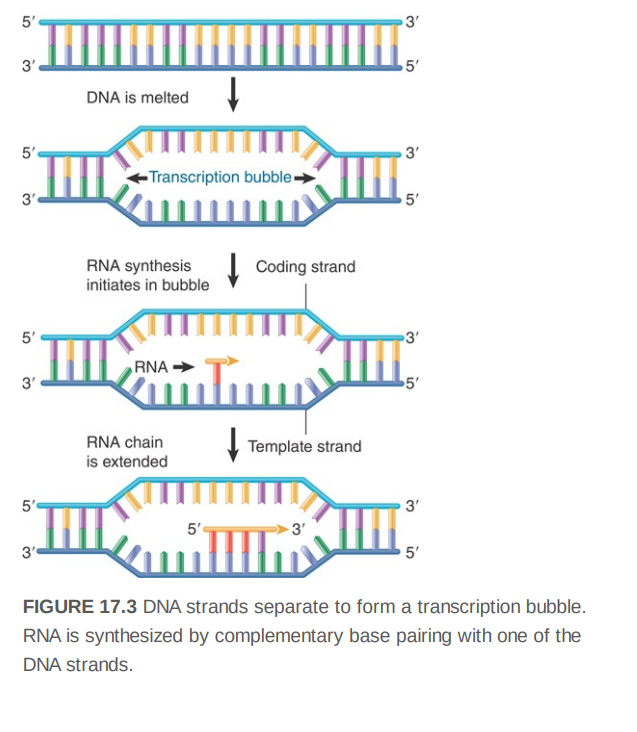 5′ 3′
3′ 5′
DNA is melted
5′ 3′
Transcription bubble
3′ 5′
RNA synthesis
initiates in bubble
Coding strand
5′ 3′
RNA
3′ 5′
RNA chain
is extended
Template strand
5′ 3′
5′ 3′
3′ 5′
FIGURE 17.3 DNA strands separate to form a transcription bubble.
RNA is synthesized by complementary base pairing with one of the
DNA strands.